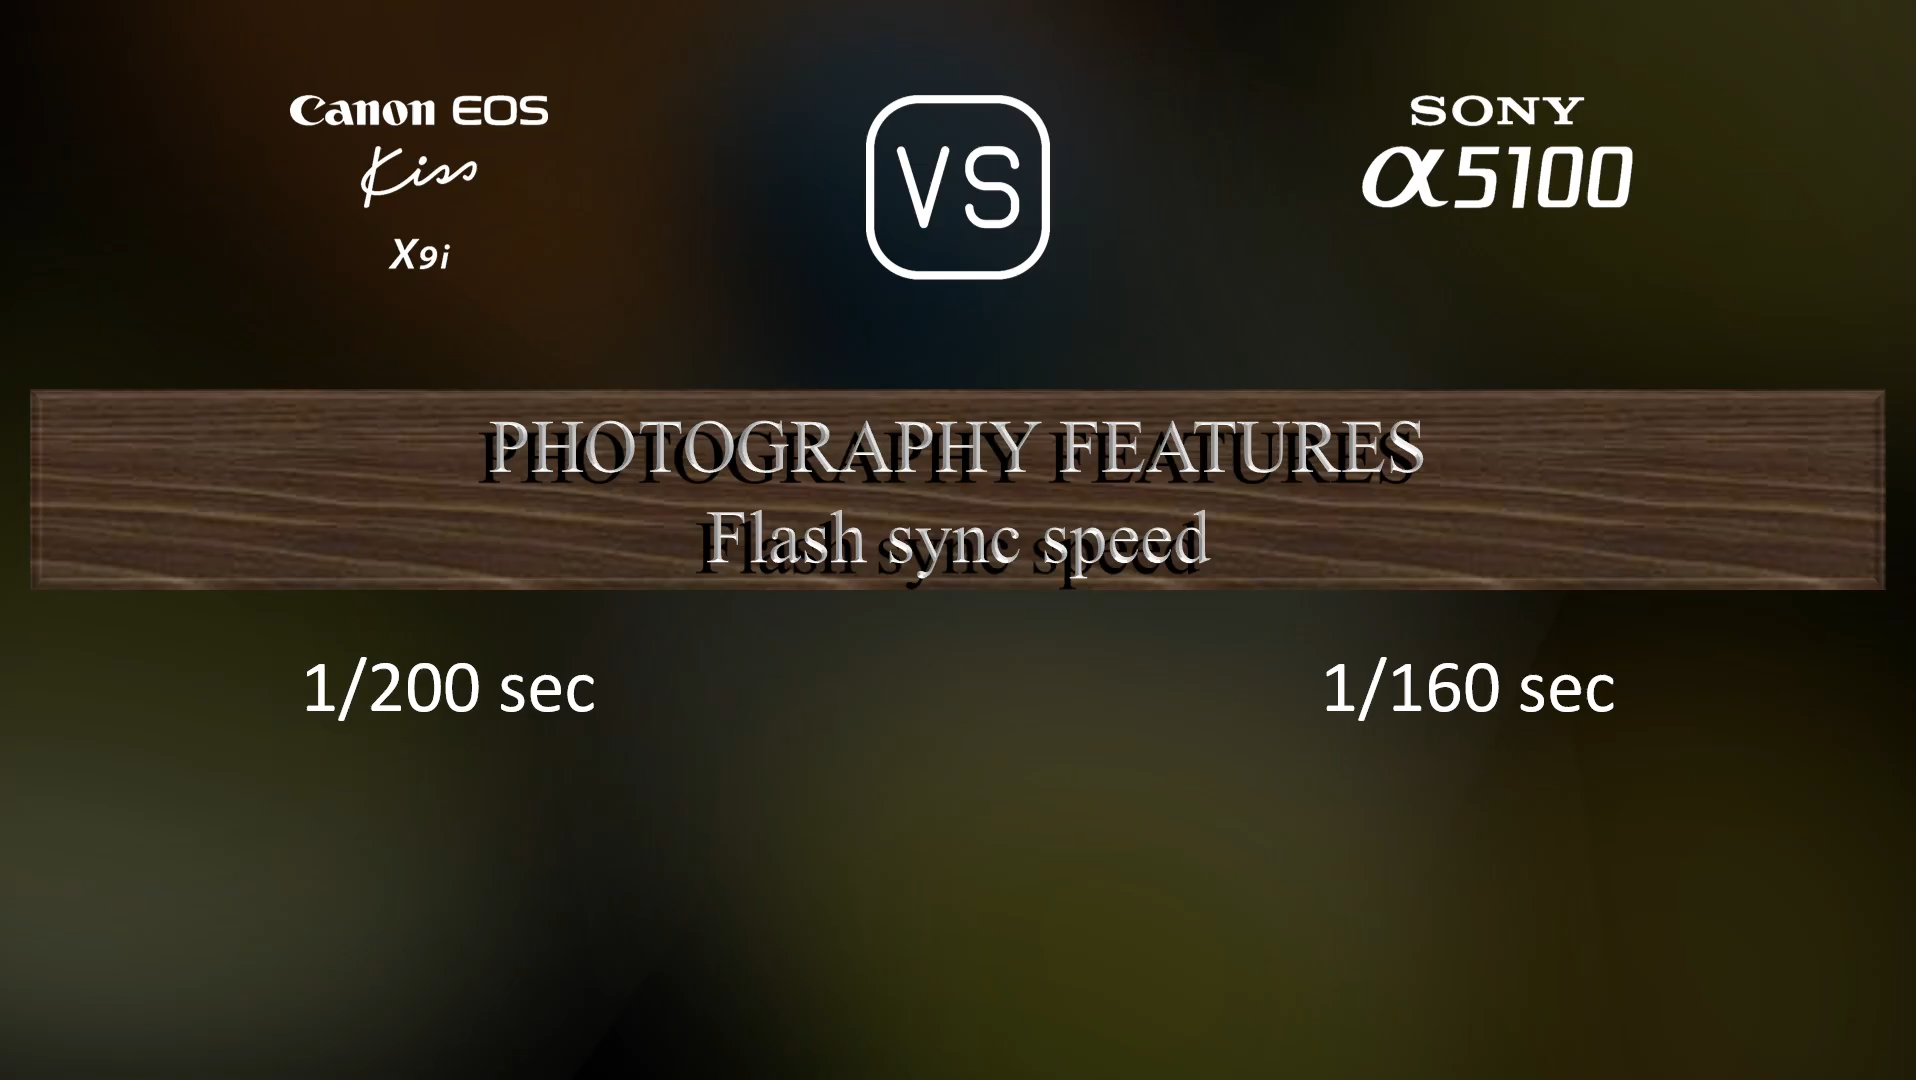 Canon EOS
Kiss
X9i
VS
SONY
α5100
PHOTOGRAPHY FEATURES
Flash sync speed
1/200 sec
1/160 sec